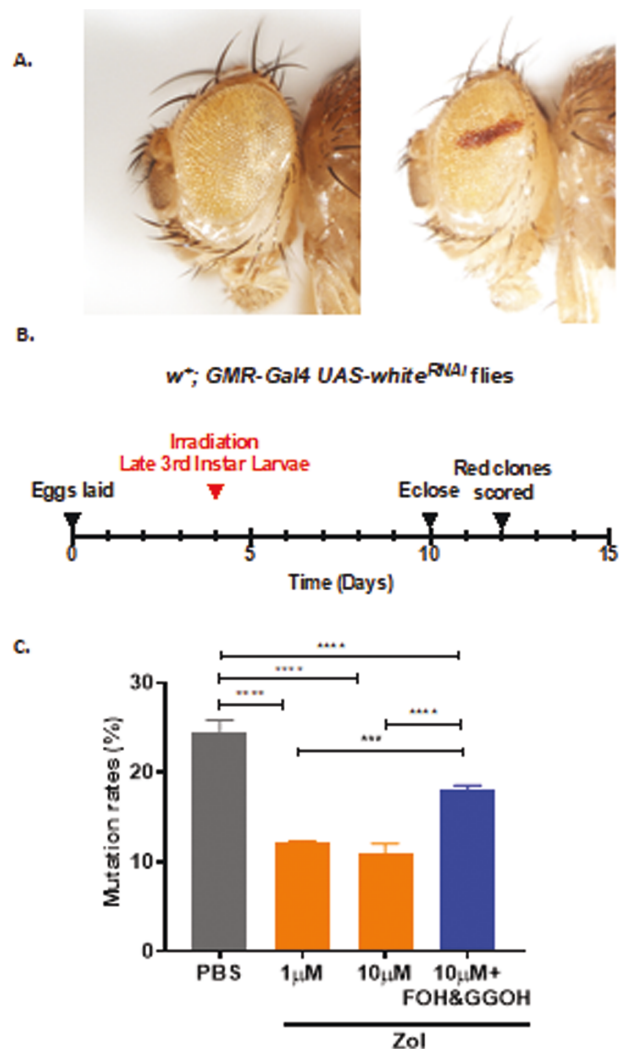 A.
B.
w⁺; GMR-Gal4 UAS-white^RNAi flies
Irradiation
Late 3rd Instar Larvae
Eggs laid
Eclose
Red clones
scored
0
5
10
15
Time (Days)
C.
Mutation rates (%)
30
20
10
0
****
****
****
****
***
PBS
1µM
10µM
10µM+
FOH&GGOH
Zol